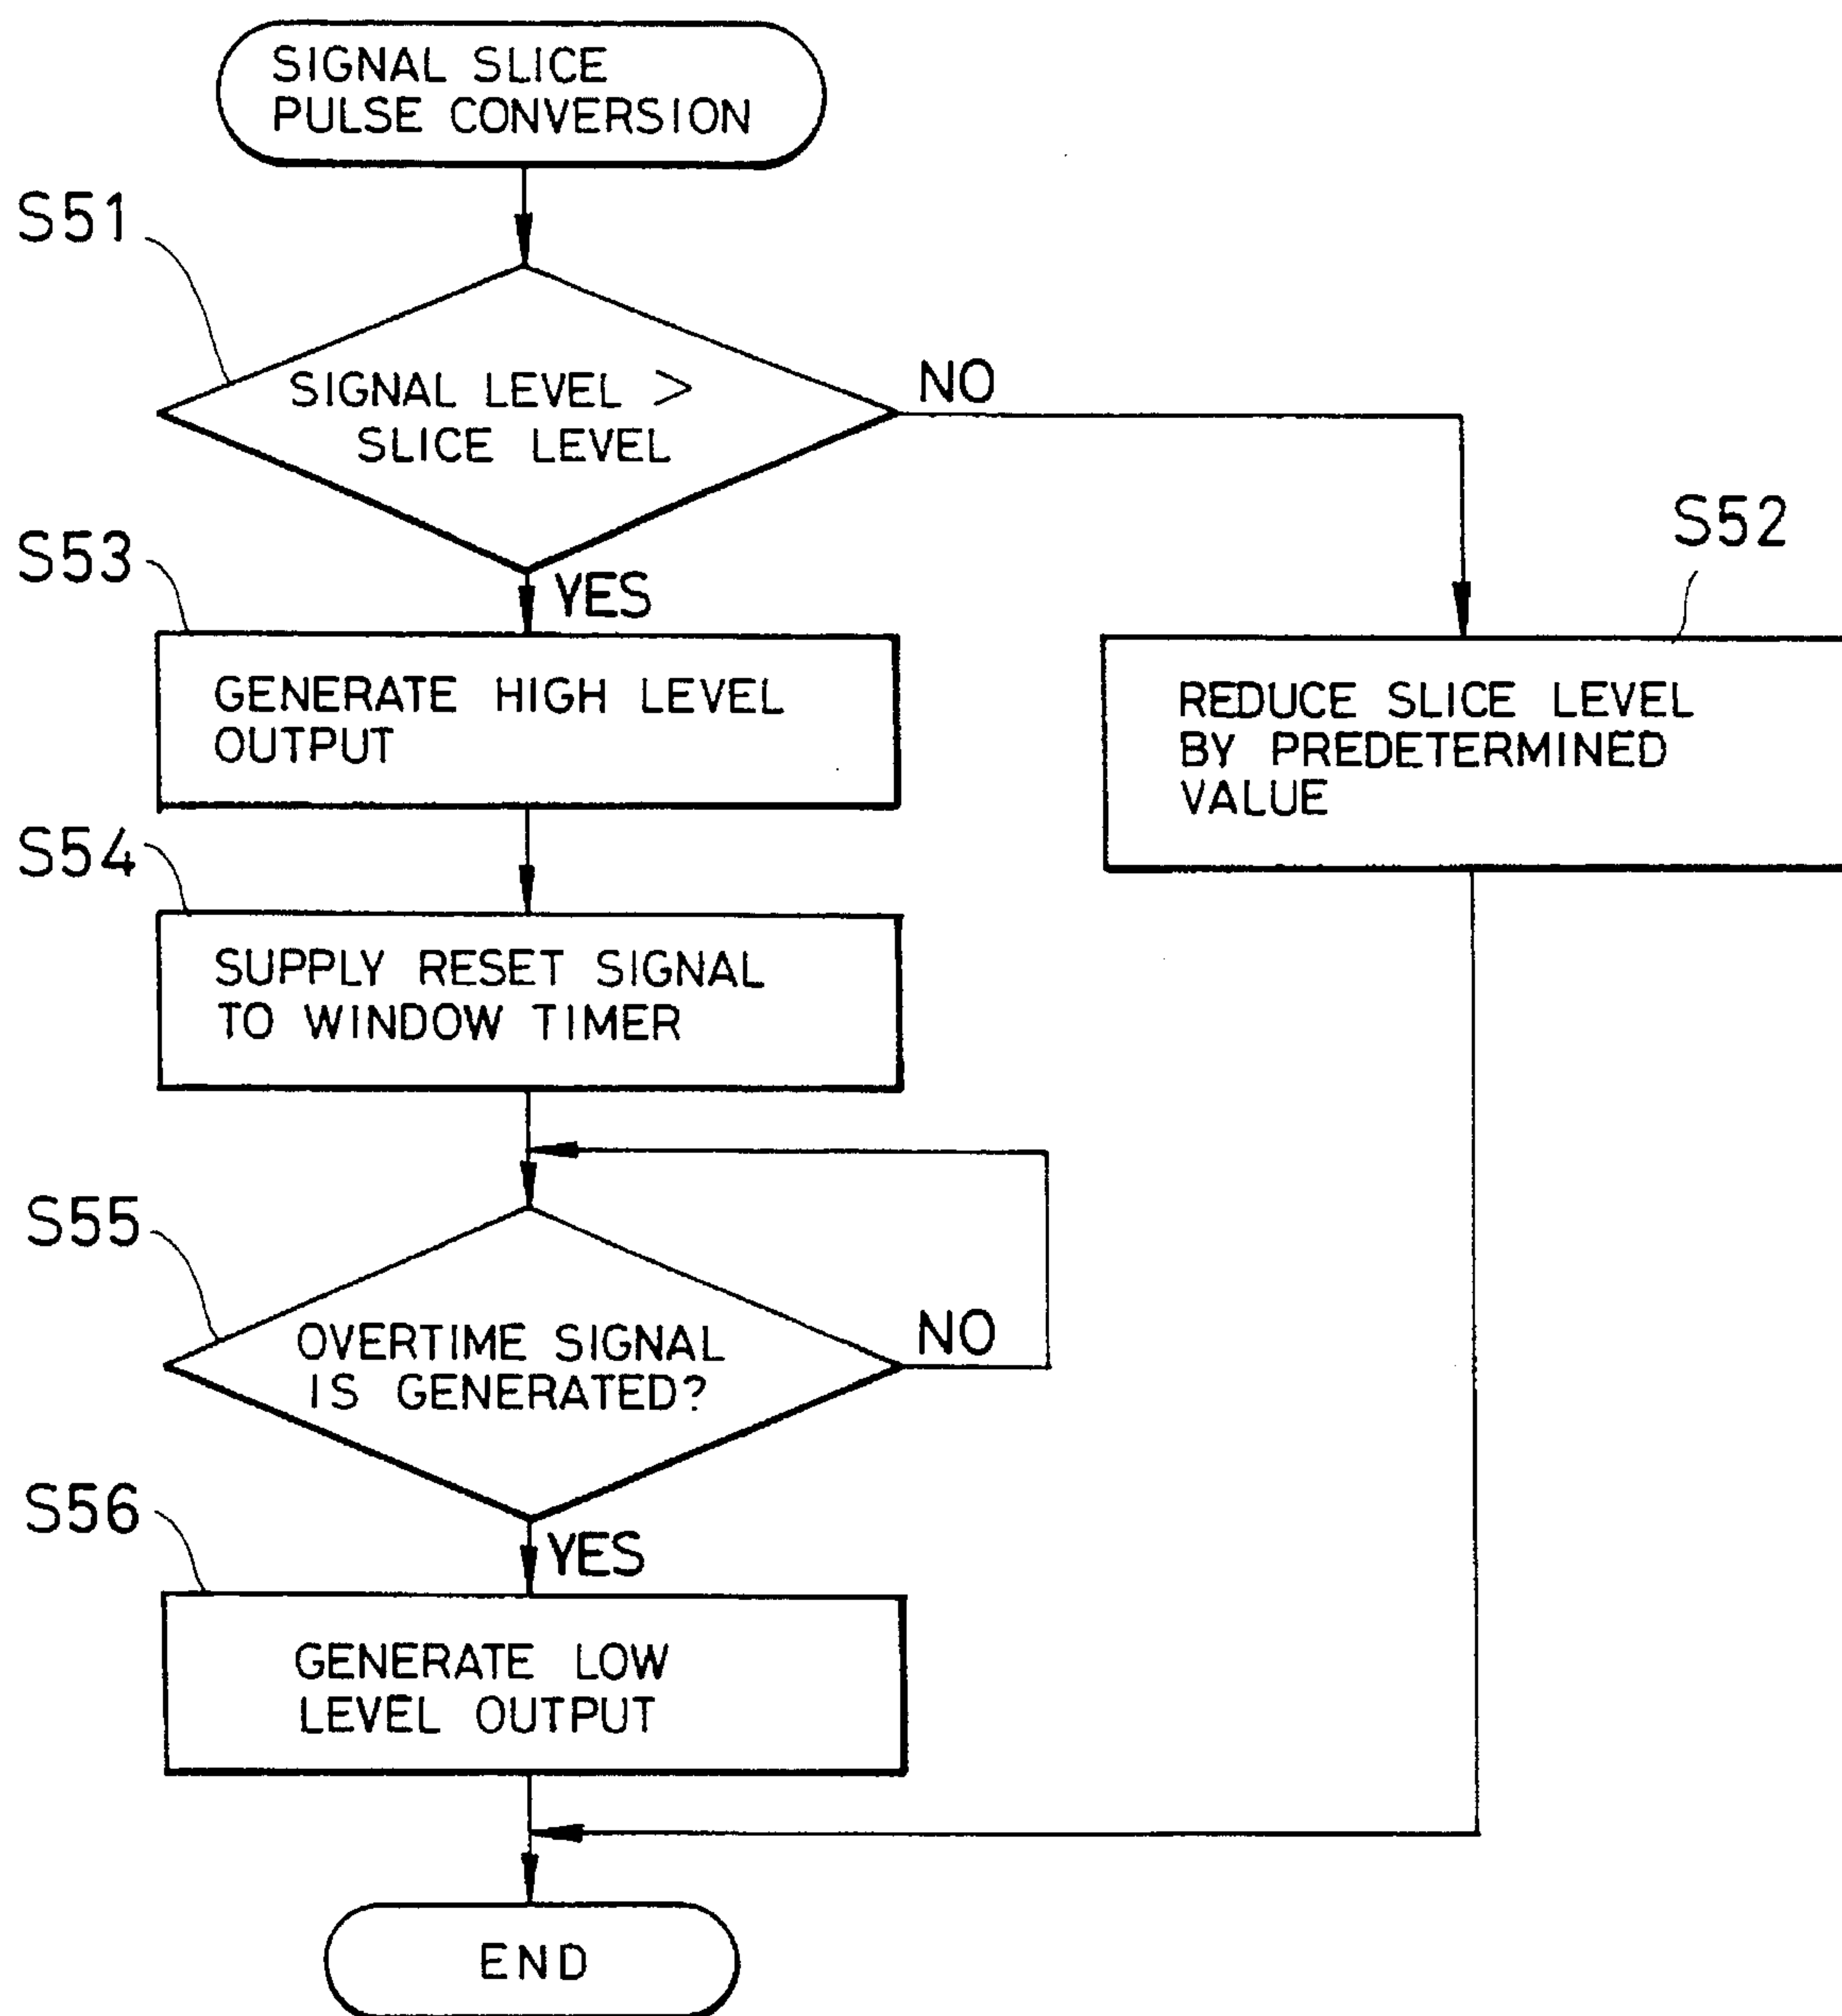 SIGNAL SLICE
PULSE CONVERSION
S51
SIGNAL LEVEL >
SLICE LEVEL
NO
YES
S52
REDUCE SLICE LEVEL
BY PREDETERMINED
VALUE
S53
GENERATE HIGH LEVEL
OUTPUT
S54
SUPPLY RESET SIGNAL
TO WINDOW TIMER
S55
OVERTIME SIGNAL
IS GENERATED?
NO
YES
S56
GENERATE LOW
LEVEL OUTPUT
END